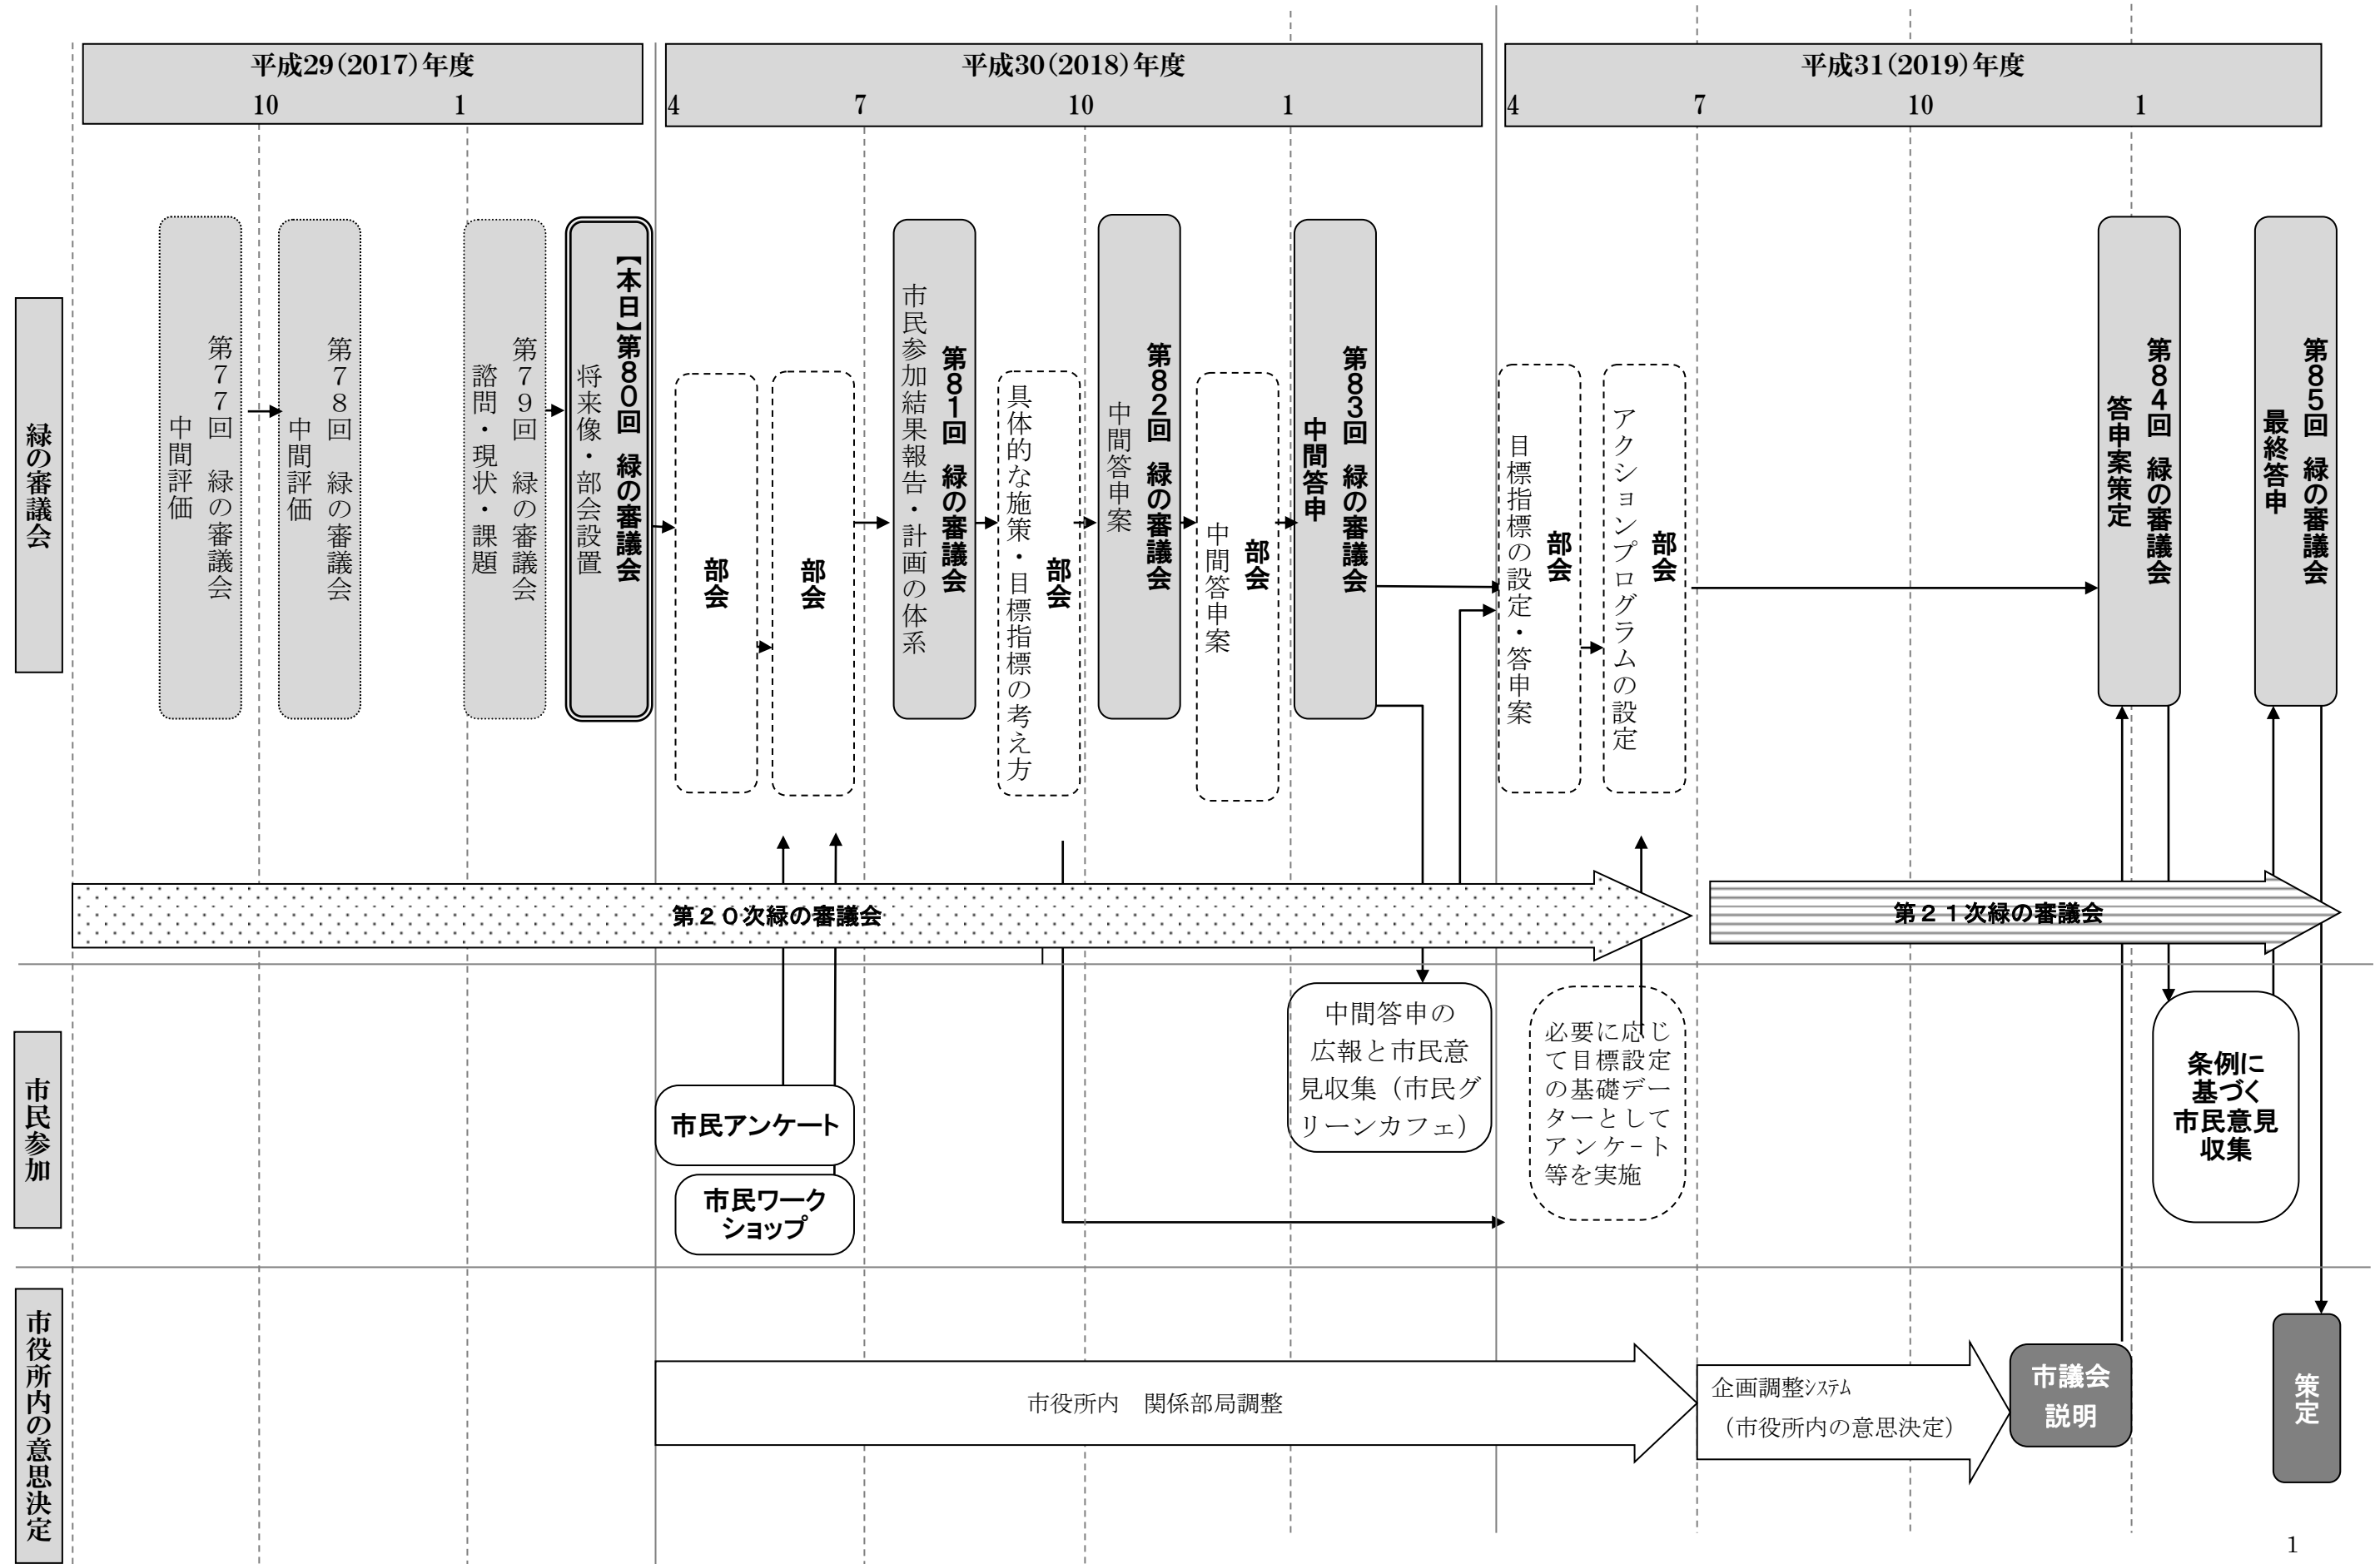 平成29(2017)年度
10
1
平成30(2018)年度
4
7
10
1
平成31(2019)年度
4
7
10
1
緑の審議会
第７７回　緑の審議会
中間評価
第７８回　緑の審議会
中間評価
第７９回　緑の審議会
諮問・現状・課題
【本日】第８０回　緑の審議会
将来像・部会設置
部会
部会
第８１回　緑の審議会
市民参加結果報告・計画の体系
部会
具体的な施策・目標指標の考え方
第８２回　緑の審議会
中間答申案
部会
中間答申案
第８３回　緑の審議会
中間答申
部会
目標指標の設定・答申案
部会
アクションプログラムの設定
第８４回　緑の審議会
答申案策定
第８５回　緑の審議会
最終答申
第２０次緑の審議会
第２１次緑の審議会
市民参加
市民アンケート
市民ワーク
ショップ
中間答申の
広報と市民意
見収集（市民グ
リーンカフェ）
必要に応じ
て目標設定
の基礎デー
ターとして
アンケｰト
等を実施
条例に
基づく
市民意見
収集
市役所内の意思決定
市役所内　関係部局調整
企画調整ｼｽﾃﾑ
（市役所内の意思決定）
市議会
説明
策定
1